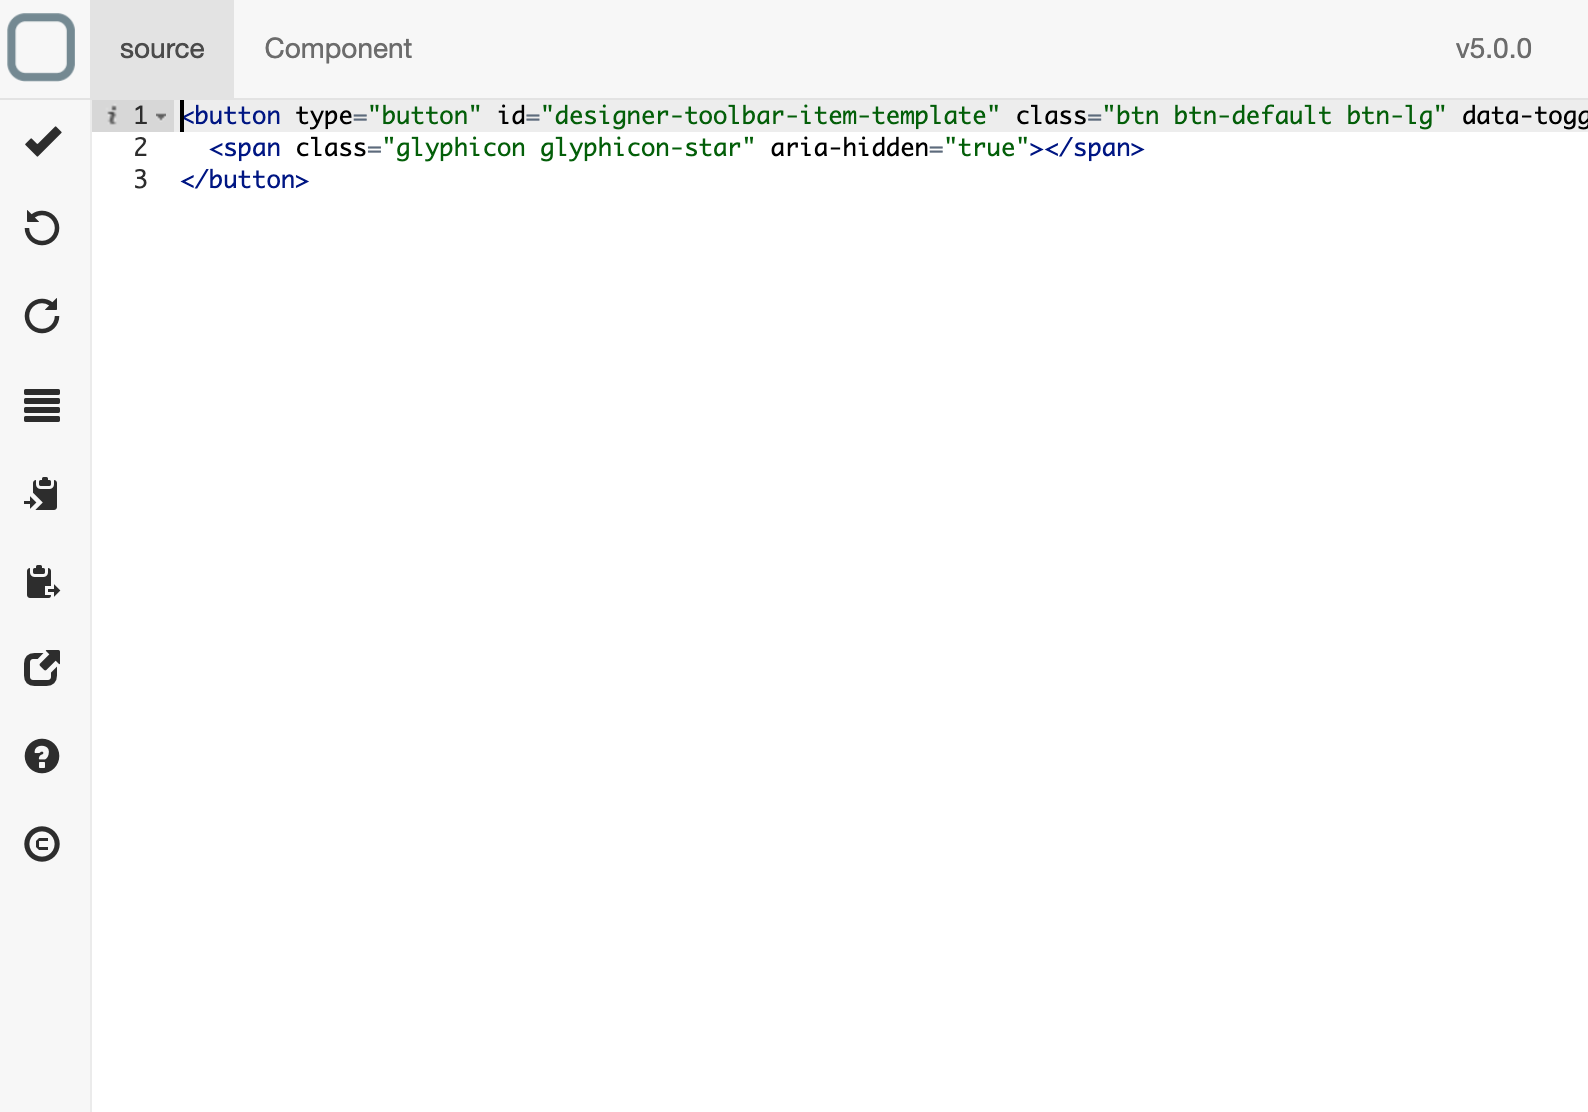 source Component v5.0.0
1 <button type="button" id="designer-toolbar-item-template" class="btn btn-default btn-lg" data-togg
2 <span class="glyphicon glyphicon-star" aria-hidden="true"></span>
3 </button>